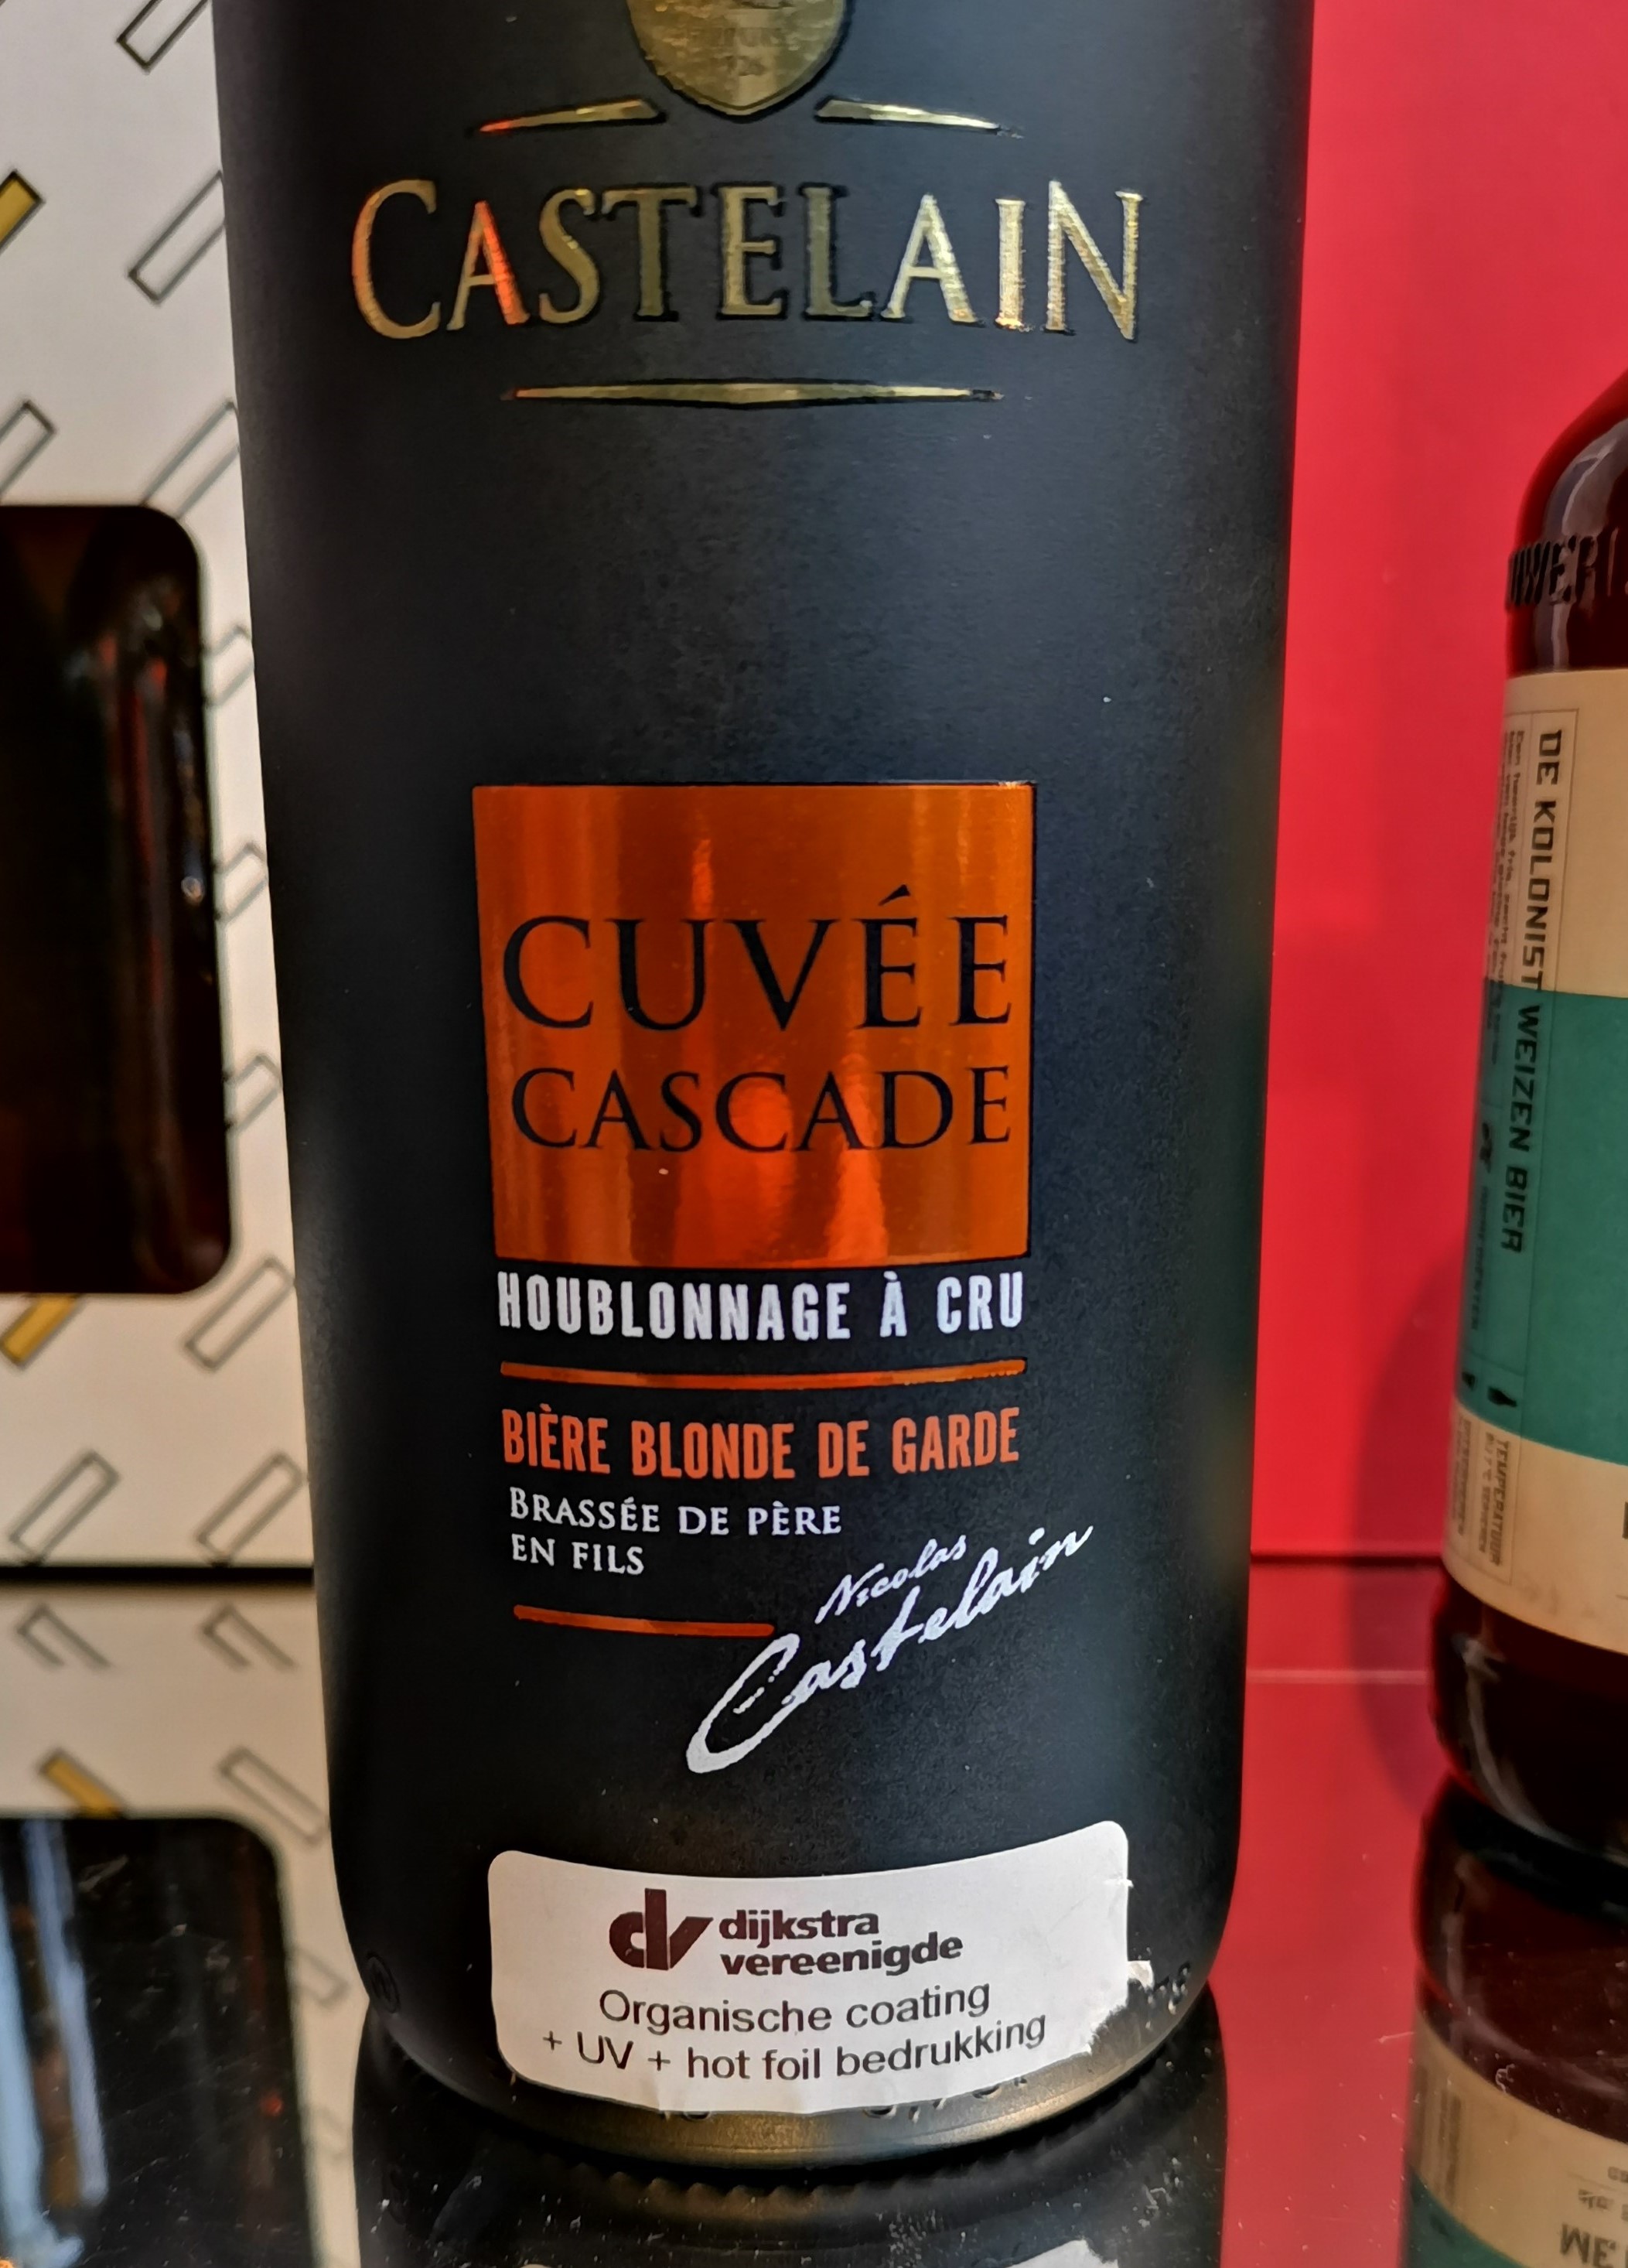 CASTELAIN
CUVÉE
CASCADE
HOUBLONNAGE À CRU
BIÈRE BLONDE DE GARDE
BRASSÉE DE PÈRE
EN FILS
Nicolas
Castelain
dv dijkstra
vereenigde
Organische coating
+ UV + hot foil bedrukking
DE KOLONIST WEIZEN BIER
TEMPERATUUR